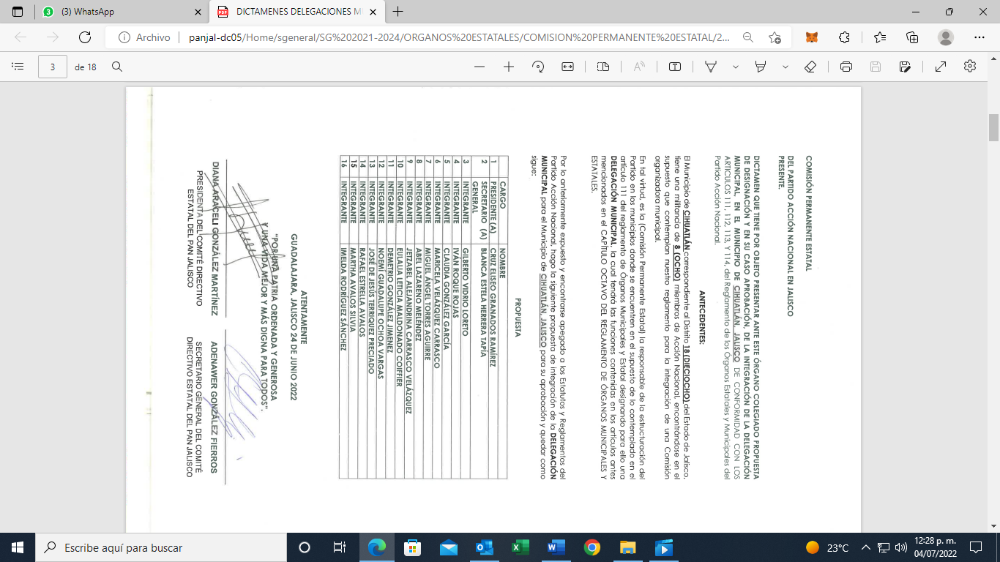 (3) WhatsApp
DICTAMENES DELEGACIONES M
Archivo
panjal-dc05/Home/sgeneral/SG%202021-2024/ORGANOS%20ESTATALES/COMISION%20PERMANENTE%20ESTATAL/2...
3 de 18
COMISIÓN PERMANENTE ESTATAL
DEL PARTIDO ACCIÓN NACIONAL EN JALISCO
PRESENTE.
DICTAMEN QUE TIENE POR OBJETO PRESENTAR ANTE ESTE ÓRGANO COLEGIADO PROPUESTA
DE DESIGNACIÓN Y EN SU CASO APROBACIÓN, DE LA INTEGRACIÓN DE LA DELEGACIÓN
MUNICIPAL, EN EL MUNICIPIO DE CIHUATLÁN, JALISCO DE CONFORMIDAD CON LOS
ARTICULOS 111, 112, 113, Y 114, del Reglamento de los Órganos Estatales y Municipales del
Partido Acción Nacional.
ANTECEDENTES:
El Municipio de CIHUATLÁN correspondiente al Distrito 18 (DIECIOCHO) del Estado de Jalisco,
tiene una militancia de 8 (OCHO) miembros de Acción Nacional, encontrándose en el
supuesto que contemplan nuestro reglamento para la integración de una Comisión
organizadora municipal.
En tal virtud, es la (Comisión Permanente Estatal) la responsable de la estructuración del
Partido en los municipios donde se encuentren en el supuesto de lo contemplado en el
artículo 111 del reglamento de Órganos Municipales y Estatal designando para ello una
DELEGACIÓN MUNICIPAL, la cual tendrá las funciones contenidas en los artículos antes
mencionados en el CAPÍTULO OCTAVO DEL REGLAMENTO DE ÓRGANOS MUNICIPALES Y
ESTATALES.
Por lo anteriormente expuesto y encontrarse apegado a los Estatutos y Reglamentos del
Partido Acción Nacional, hago la siguiente propuesta de integración de la DELEGACIÓN
MUNICIPAL para el Municipio de CIHUATLÁN, JALISCO para su aprobación y quedar como
sigue:
PROPUESTA
CARGO NOMBRE
1 PRESIDENTE (A) CRUZ ELISEO GRANADOS RAMÍREZ
2 SECRETARIO (A) BLANCA ESTELA HERRERA TAPÍA
GENERAL
3 INTEGRANTE GILBERTO VIDRIO LORETO
4 INTEGRANTE IVÁN ROQUE ROJAS
5 INTEGRANTE CLAUDIA GONZÁLEZ GARCÍA
6 INTEGRANTE MARICELA VELÁZQUEZ CARRASCO
7 INTEGRANTE MIGUEL ÁNGEL TORRES AGUIRRE
8 INTEGRANTE ABEL LAZARENO MELÉNDEZ
9 INTEGRANTE JETZABEL ALEJANDRINA CARRASCO VELÁZQUEZ
10 INTEGRANTE EULALIA LETICIA MALDONADO COIFFIER
11 INTEGRANTE DEMETRIO GONZÁLEZ JIMENEZ
12 INTEGRANTE NOEMÍ GUADALUPE OCHOA VARGAS
13 INTEGRANTE JOSÉ DE JESÚS TERRIQUEZ PRECIADO
14 INTEGRANTE RAFAEL ESTRELLA AVALOS
15 INTEGRANTE MARTHA AVALOS SILVIA
16 INTEGRANTE IMELDA RODRÍGUEZ SÁNCHEZ
ATENTAMENTE
GUADALAJARA, JALISCO 24 DE JUNIO 2022
"POR UNA PATRIA ORDENADA Y GENEROSA
Y UNA VIDA MEJOR Y MÁS DIGNA PARA TODOS".
DIANA ARACELI GONZÁLEZ MARTÍNEZ
PRESIDENTA DEL COMITÉ DIRECTIVO
ESTATAL DEL PAN JALISCO
ADENAWER GONZÁLEZ FIERROS
SECRETARIO GENERAL DEL COMITÉ
DIRECTIVO ESTATAL DEL PAN JALISCO
Escribe aquí para buscar
23°C
12:28 p. m.
04/07/2022